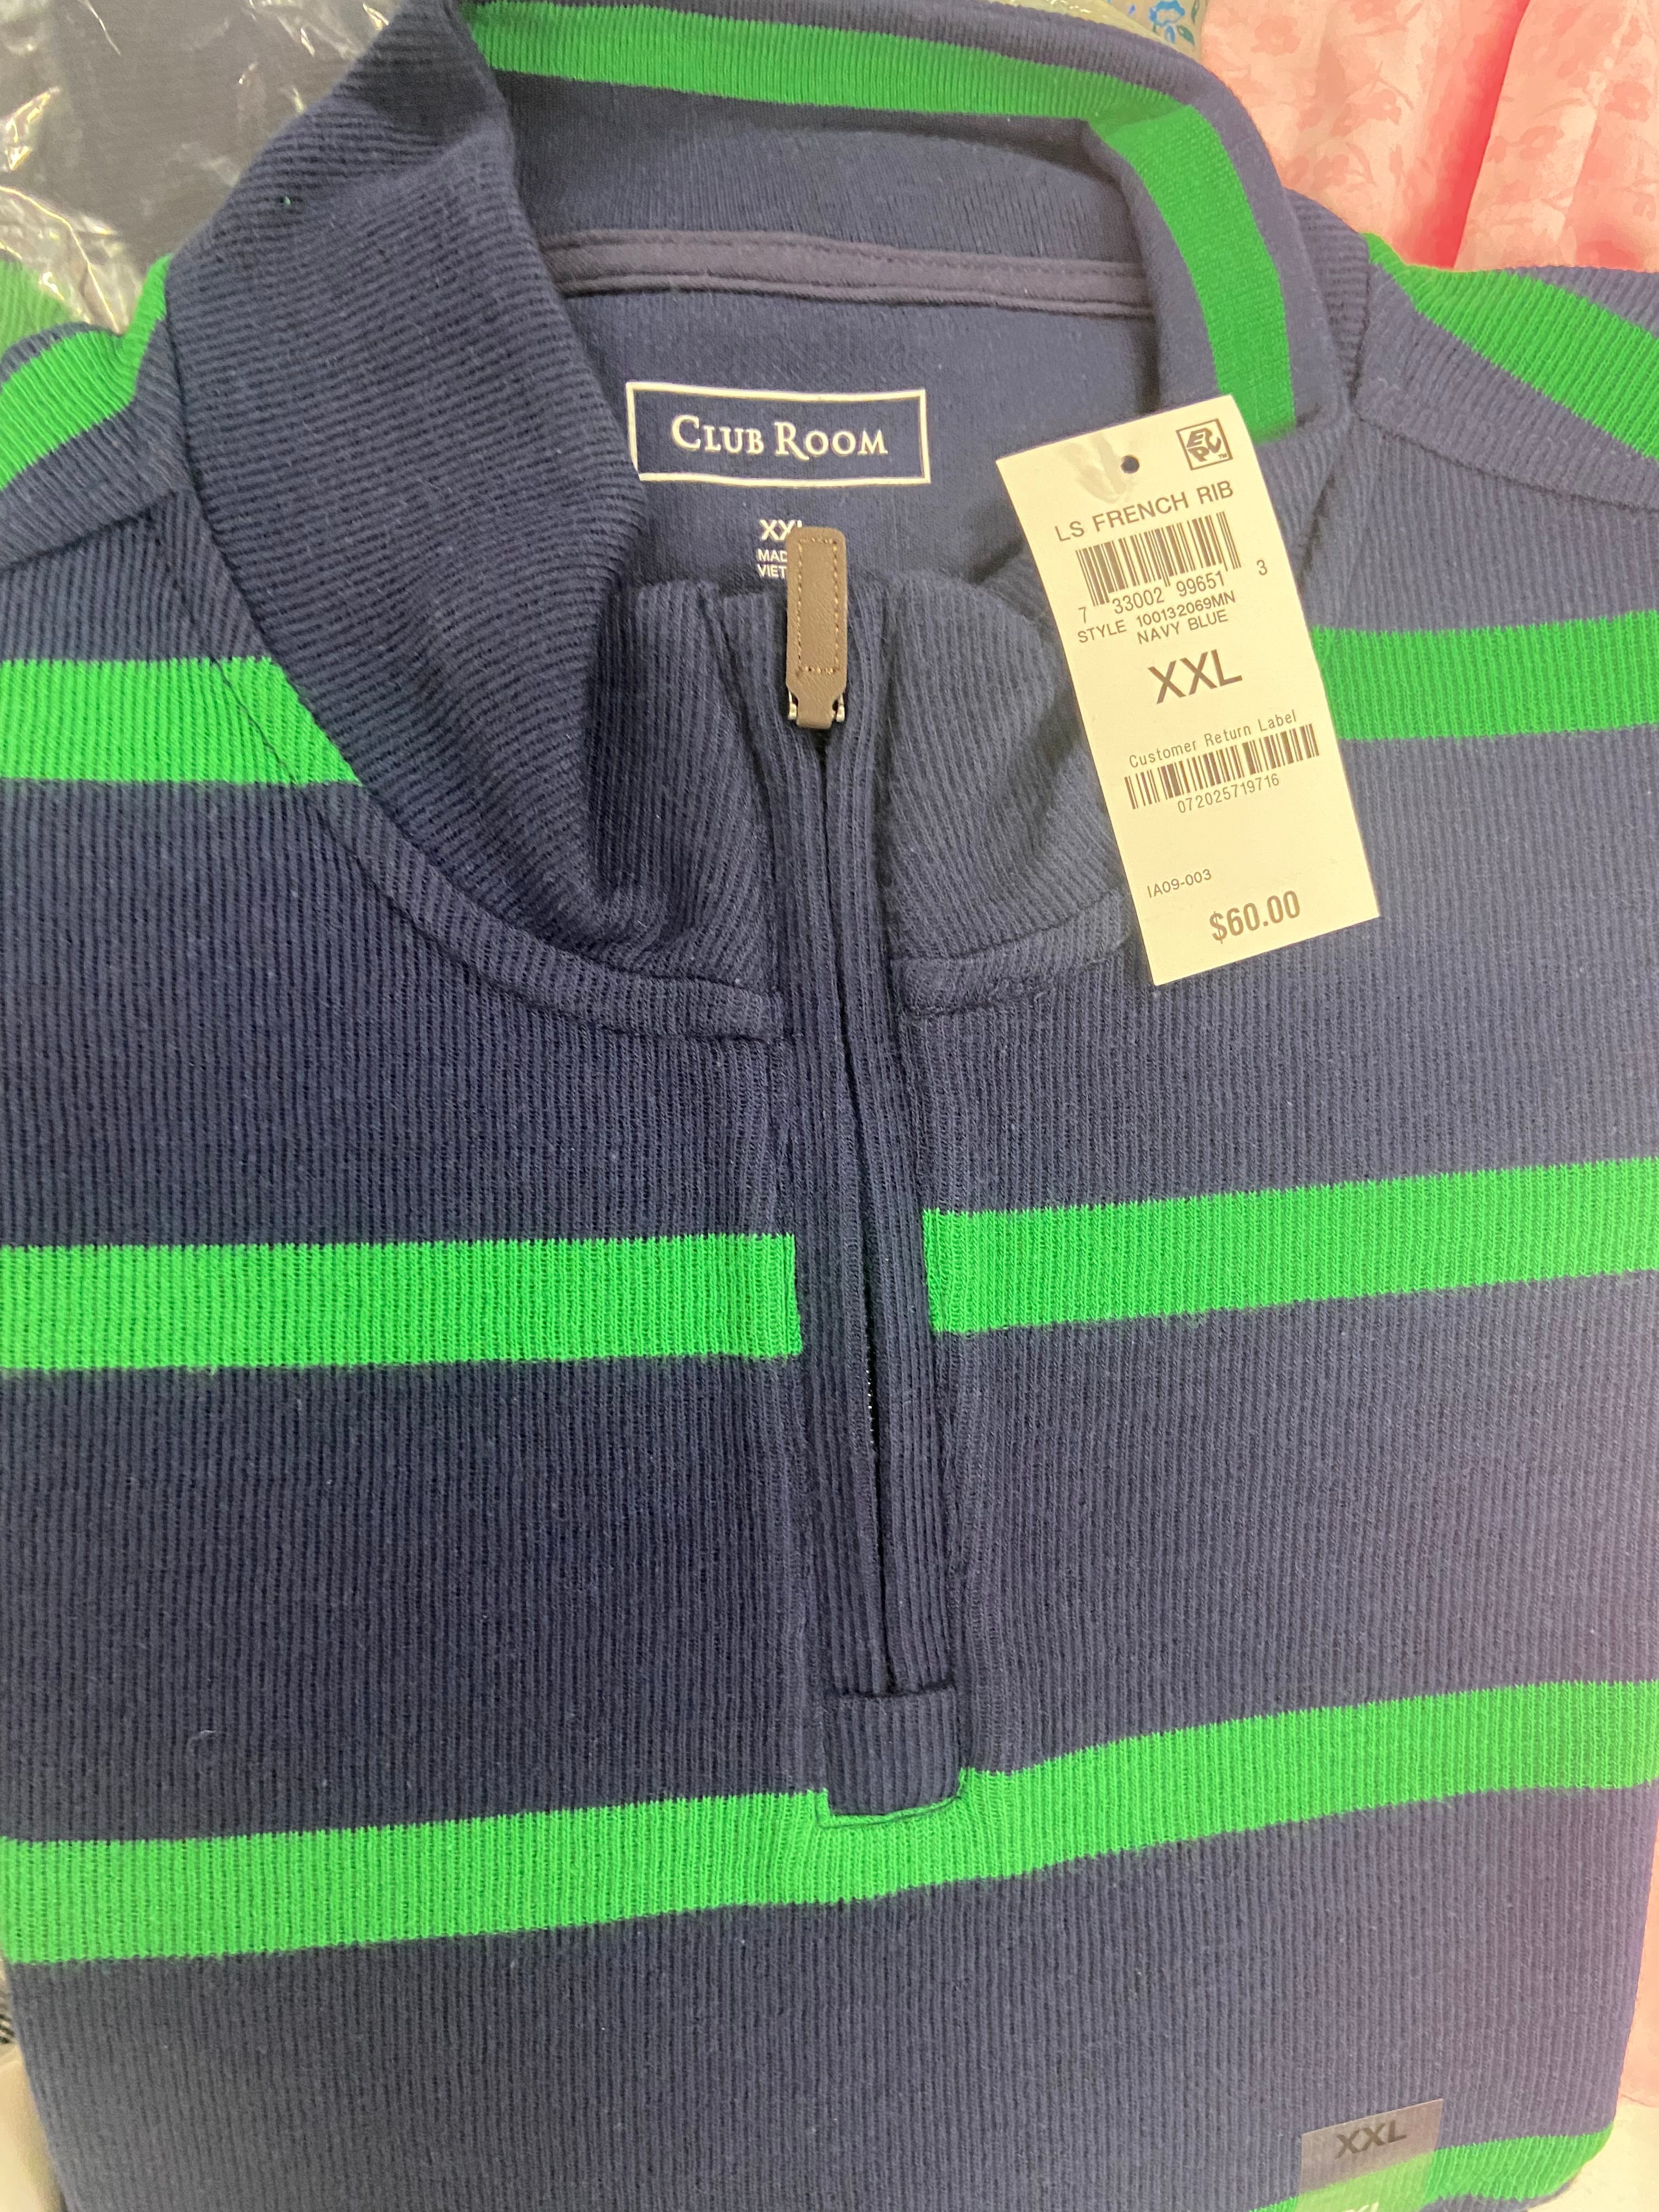 CLUB ROOM
XXL
LS FRENCH RIB
7 33002 99651 3
STYLE 100132069MN
NAVY BLUE
XXL
Customer Return Label
072025719716
IA09-003
$60.00
XXL